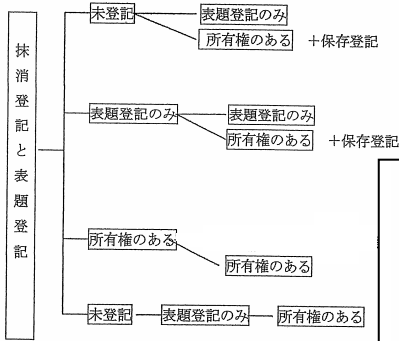 抹消登記と表題登記
未登記
表題登記のみ
所有権のある ＋保存登記
表題登記のみ
表題登記のみ
所有権のある ＋保存登記
所有権のある
所有権のある
未登記 表題登記のみ 所有権のある